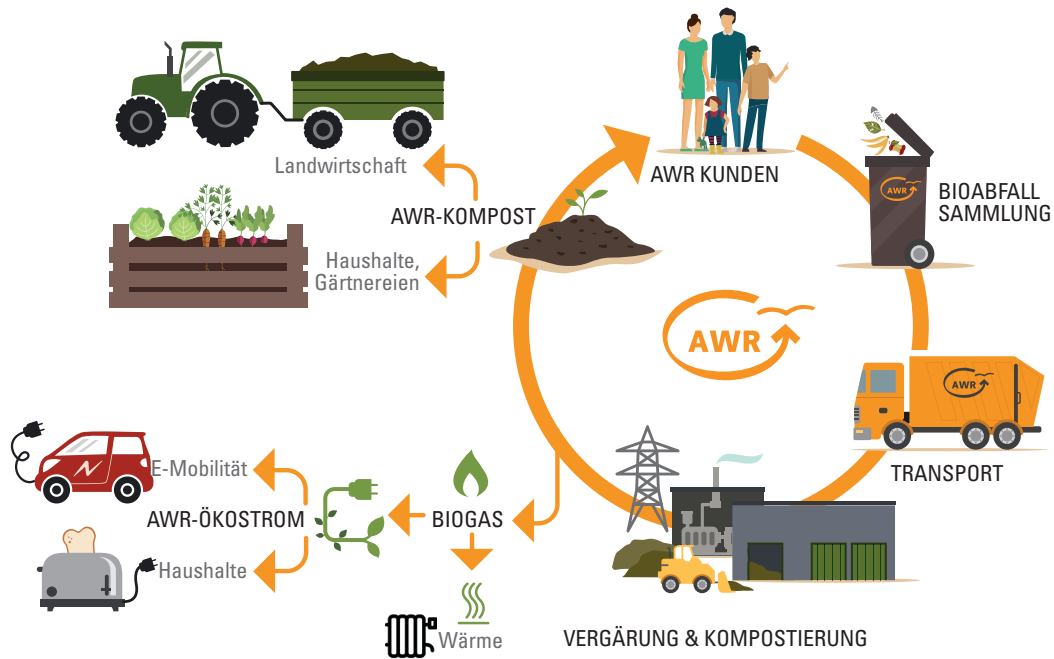 Landwirtschaft
AWR-KOMPOST
Haushalte,
Gärtnereien
AWR KUNDEN
AWR
BIOABFALL
SAMMLUNG
AWR
AWR
TRANSPORT
E-Mobilität
AWR-ÖKOSTROM
BIOGAS
Haushalte
Wärme
VERGÄRUNG & KOMPOSTIERUNG